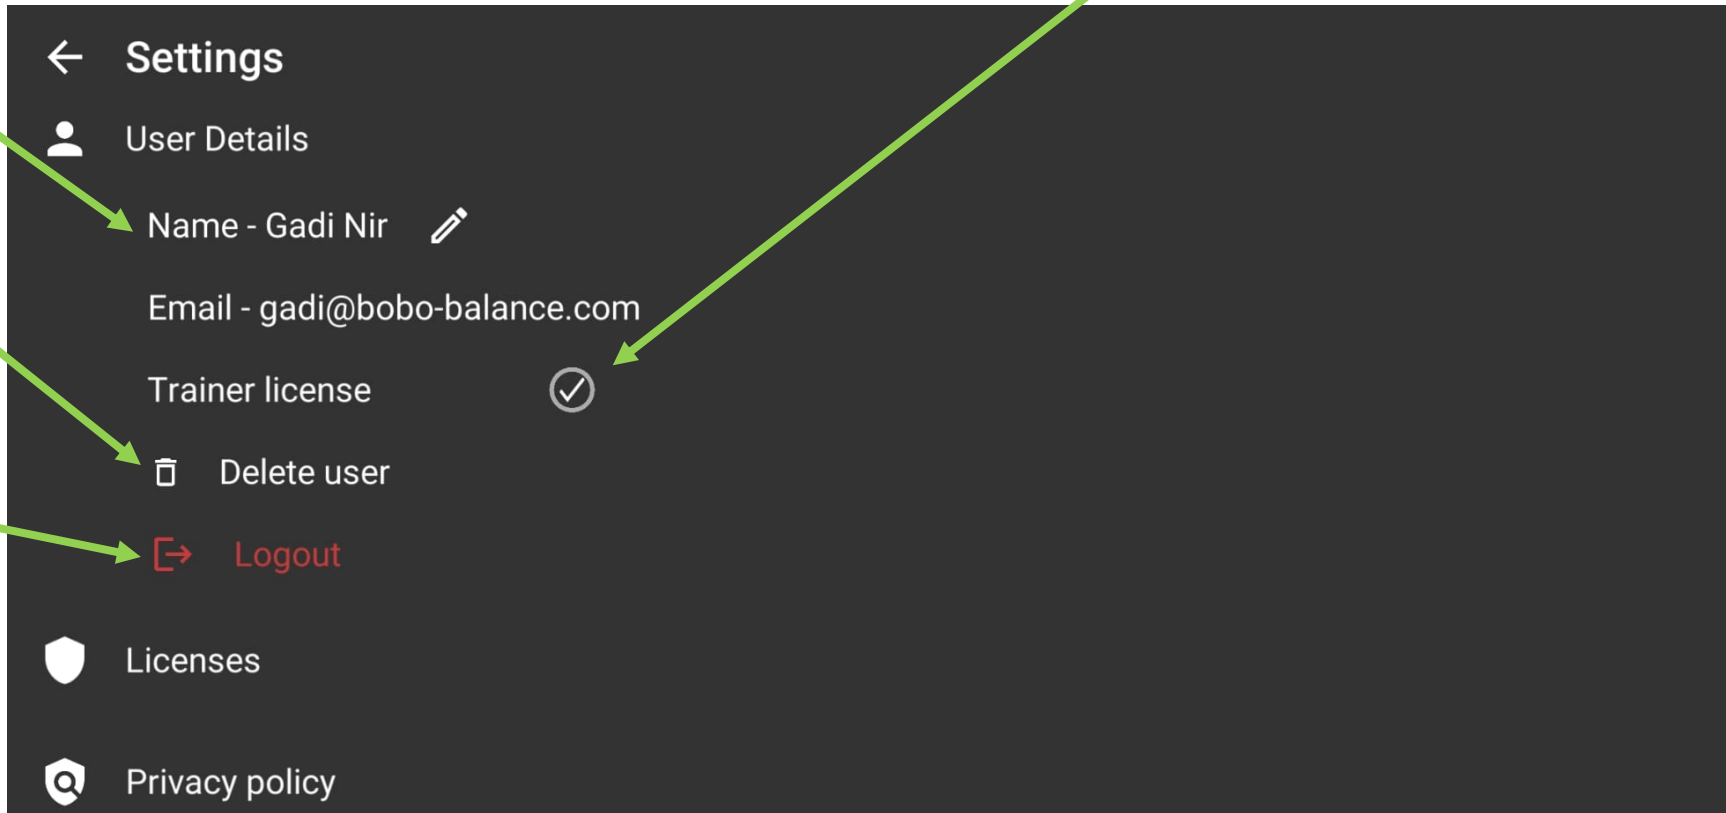 Settings
User Details
Name - Gadi Nir
Email - gadi@bobo-balance.com
Trainer license
Delete user
Logout
Licenses
Privacy policy